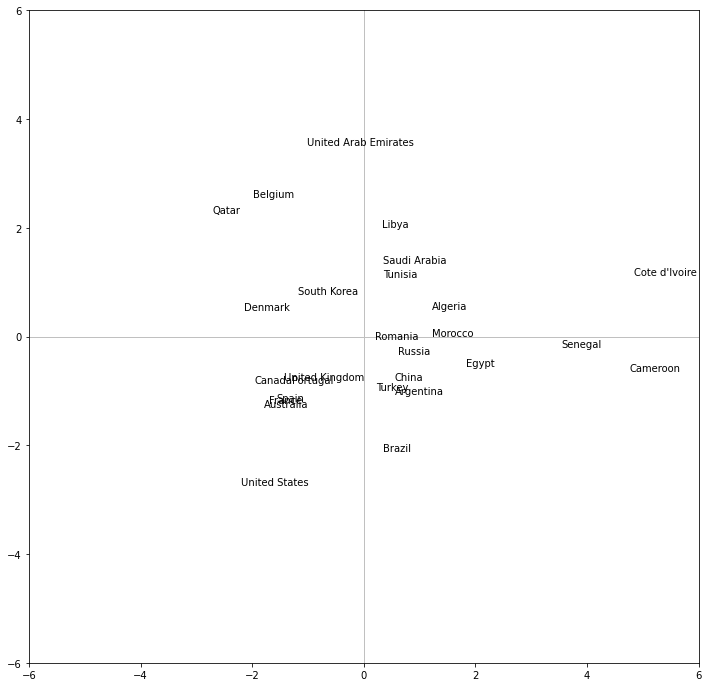 6
4
United Arab Emirates
Belgium
Qatar
2
Libya
Saudi Arabia
Tunisia
Cote d'Ivoire
South Korea
Denmark
Algeria
0
Romania
Morocco
Senegal
Russia
Egypt
Cameroon
United Kingdom
China
Canada
Portugal
Turkey
Argentina
Spain
France
Australia
−2
Brazil
United States
−4
−6
−6 −4 −2 0 2 4 6